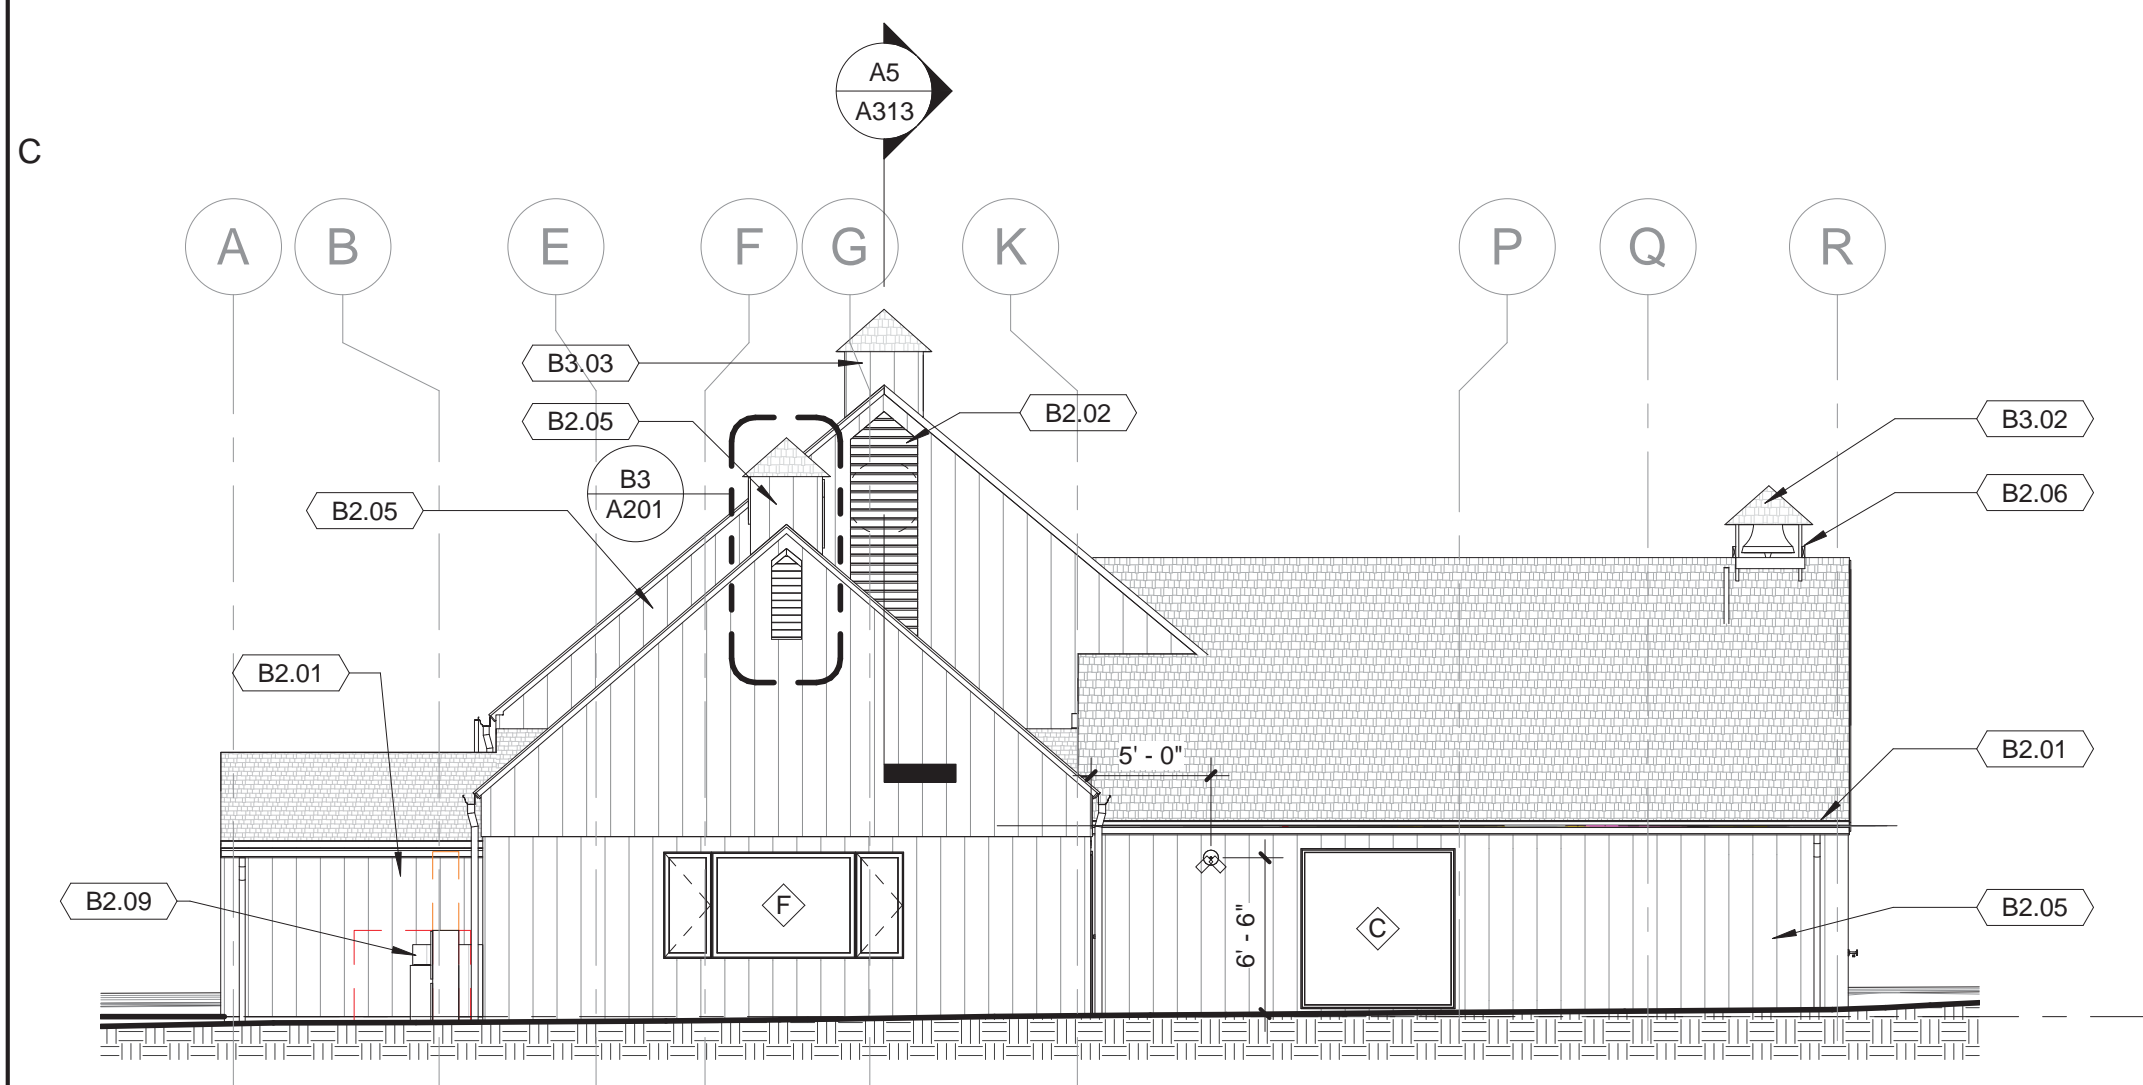 A5
A313
C
A
B
E
F
G
K
P
Q
R
B3.03
B2.05
B2.02
B3.02
B3
A201
B2.06
B2.05
B2.01
5' - 0"
B2.01
B2.09
F
6' - 6"
C
B2.05